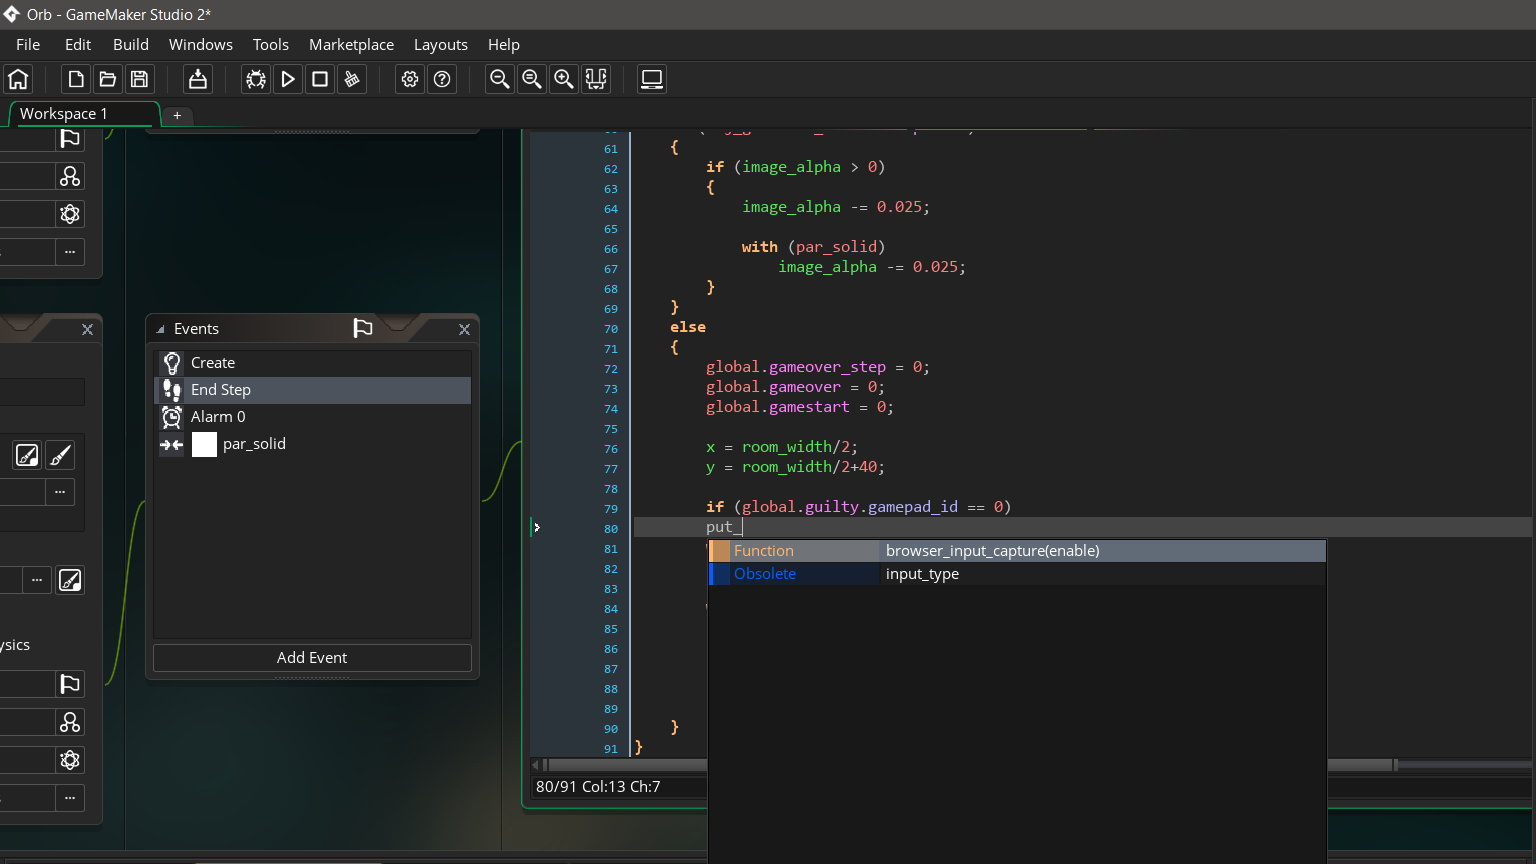 Orb - GameMaker Studio 2*
File Edit Build Windows Tools Marketplace Layouts Help
Workspace 1
+
Events
Create
End Step
Alarm 0
par_solid
Add Event
ysics
61 {
62 if (image_alpha > 0)
63 {
64 image_alpha -= 0.025;
65
66 with (par_solid)
67 image_alpha -= 0.025;
68 }
69 }
70 else
71 {
72 global.gameover_step = 0;
73 global.gameover = 0;
74 global.gamestart = 0;
75
76 x = room_width/2;
77 y = room_width/2+40;
78
79 if (global.guilty.gamepad_id == 0)
80 put_
81
82
83
84
85
86
87
88
89
90 }
91 }
Function browser_input_capture(enable)
Obsolete input_type
80/91 Col:13 Ch:7